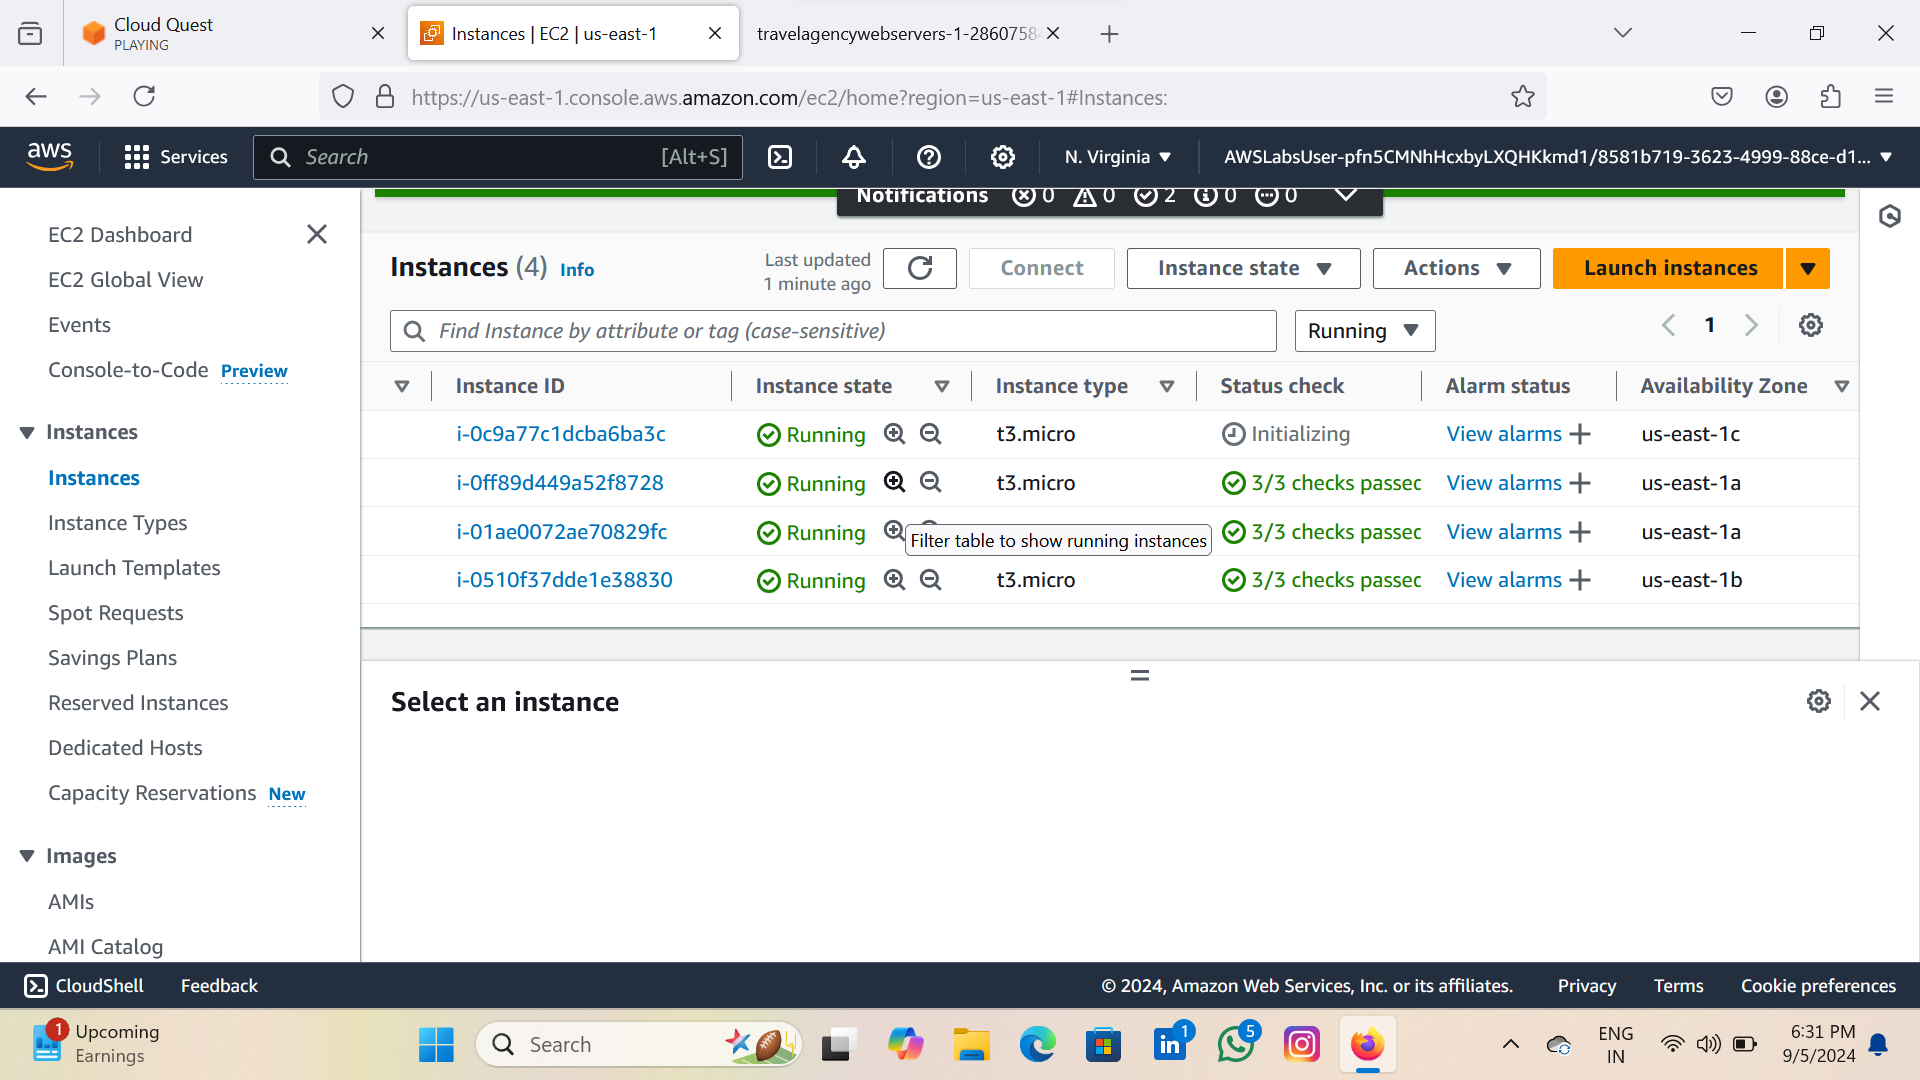 Cloud Quest
PLAYING
Instances | EC2 | us-east-1
travelagencywebservers-1-2860758
https://us-east-1.console.aws.amazon.com/ec2/home?region=us-east-1#Instances:
aws
Services
Search
[Alt+S]
N. Virginia
AWSLabsUser-pfn5CMNhHcxbyLXQHKkmd1/8581b719-3623-4999-88ce-d1...
Notifications 0 0 2 0 0
EC2 Dashboard
EC2 Global View
Events
Console-to-Code Preview
Instances
Instances
Instance Types
Launch Templates
Spot Requests
Savings Plans
Reserved Instances
Dedicated Hosts
Capacity Reservations New
Images
AMIs
AMI Catalog
Instances (4) Info
Last updated
1 minute ago
Connect
Instance state
Actions
Launch instances
Find Instance by attribute or tag (case-sensitive)
Running
1
Instance ID Instance state Instance type Status check Alarm status Availability Zone
i-0c9a77c1dcba6ba3c Running t3.micro Initializing View alarms us-east-1c
i-0ff89d449a52f8728 Running t3.micro 3/3 checks passec View alarms us-east-1a
i-01ae0072ae70829fc Running 3/3 checks passec View alarms us-east-1a
Filter table to show running instances
i-0510f37dde1e38830 Running t3.micro 3/3 checks passec View alarms us-east-1b
Select an instance
CloudShell
Feedback
© 2024, Amazon Web Services, Inc. or its affiliates.
Privacy
Terms
Cookie preferences
1
Upcoming
Earnings
Search
1
5
ENG
IN
6:31 PM
9/5/2024